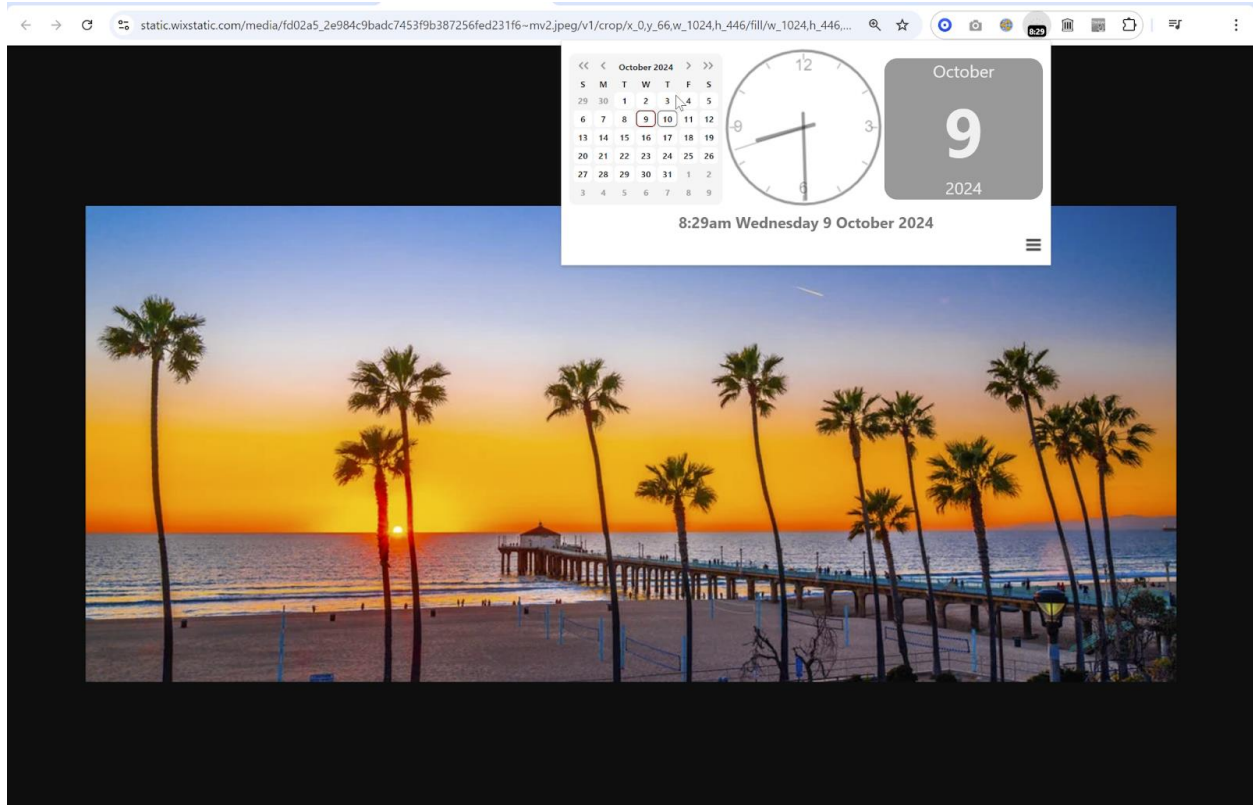 static.wixstatic.com/media/fd02a5_2e984c9badc7453f9b387256fed231f6~mv2.jpeg/v1/crop/x_0,y_66,w_1024,h_446/fill/w_1024,h_446,...
8:29
« < October 2024 > »
S M T W T F S
29 30 1 2 3 4 5
6 7 8 9 10 11 12
13 14 15 16 17 18 19
20 21 22 23 24 25 26
27 28 29 30 31 1 2
3 4 5 6 7 8 9
12
9 3
6
October
9
2024
8:29am Wednesday 9 October 2024